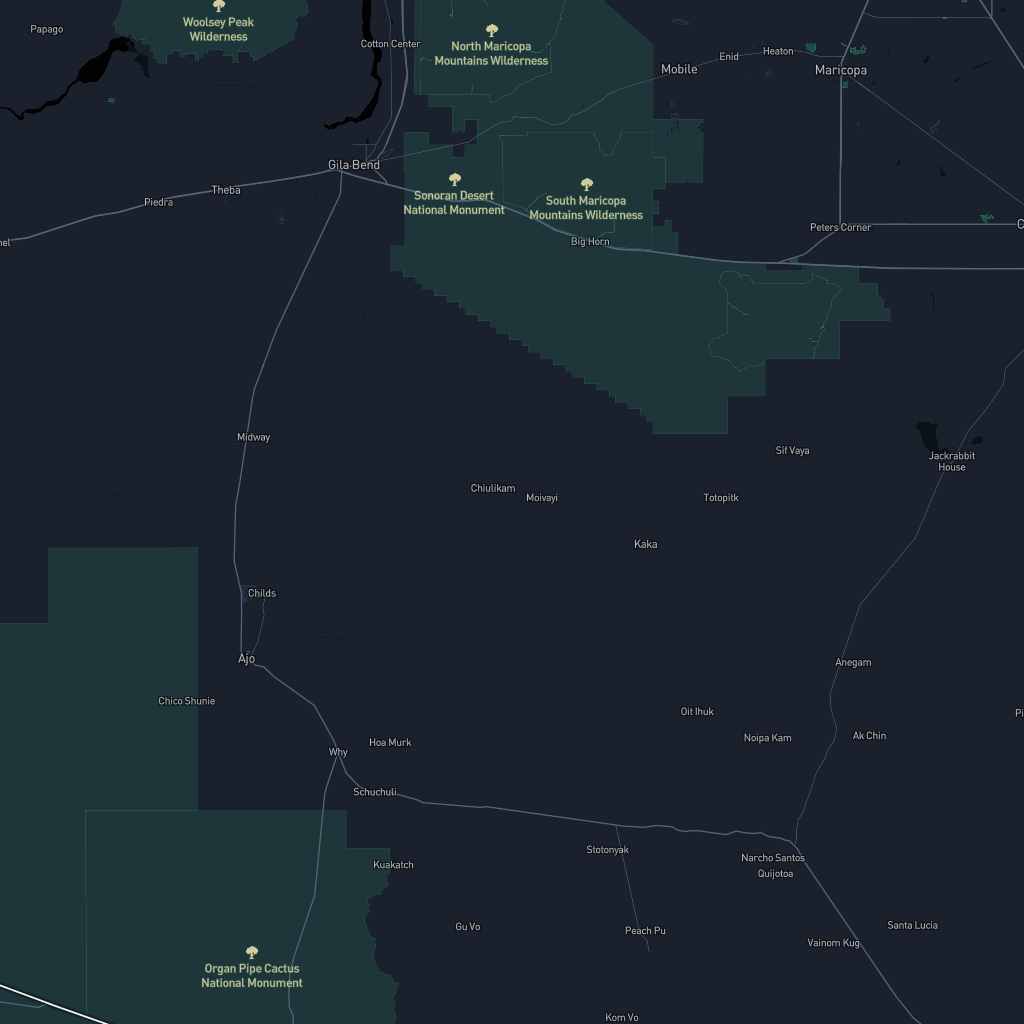 Woolsey Peak
Wilderness
Papago
Cotton Center
North Maricopa
Mountains Wilderness
Mobile
Enid
Heaton
Maricopa
Gila Bend
Theba
Piedra
Sonoran Desert
National Monument
South Maricopa
Mountains Wilderness
Big Horn
Peters Corner
C
nel
Midway
Sif Vaya
Jackrabbit
House
Chiulikam
Moivayi
Totopitk
Kaka
Childs
Ajo
Anegam
Chico Shunie
Oit Ihuk
Pi
Noipa Kam
Ak Chin
Hoa Murk
Why
Schuchuli
Stotonyak
Narcho Santos
Quijotoa
Kuakatch
Gu Vo
Peach Pu
Santa Lucia
Vainom Kug
Organ Pipe Cactus
National Monument
Kom Vo